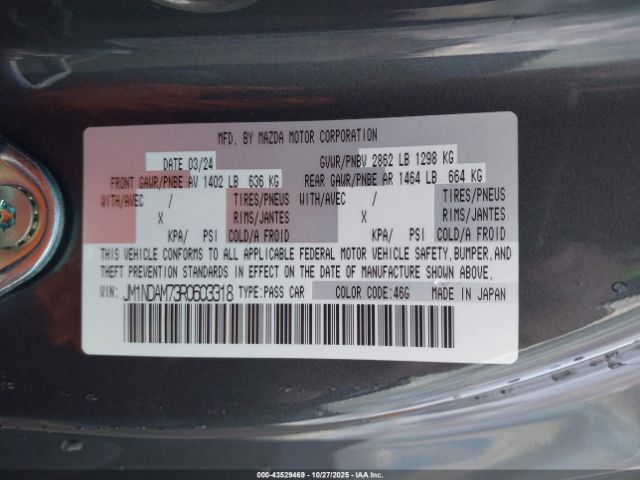 MFD. BY MAZDA MOTOR CORPORATION
DATE 03/24 GVWR/PNBV 2862 LB 1298 KG
FRONT GAWR/PNBE AV 1402 LB 636 KG REAR GAWR/PNBE AR 1464 LB 664 KG
WITH/AVEC / TIRES/PNEUS WITH/AVEC / TIRES/PNEUS
X RIMS/JANTES X RIMS/JANTES
KPA/ PSI COLD/A FROID KPA/ PSI COLD/A FROID
THIS VEHICLE CONFORMS TO ALL APPLICABLE FEDERAL MOTOR VEHICLE SAFETY, BUMPER, AND
THEFT PREVENTION STANDARDS IN EFFECT ON THE DATE OF MANUFACTURE SHOWN ABOVE.
VIN: JM1NDAM73R0603318 TYPE:PASS CAR COLOR CODE:46G MADE IN JAPAN
000-43529469 - 10/27/2025 - IAA Inc.